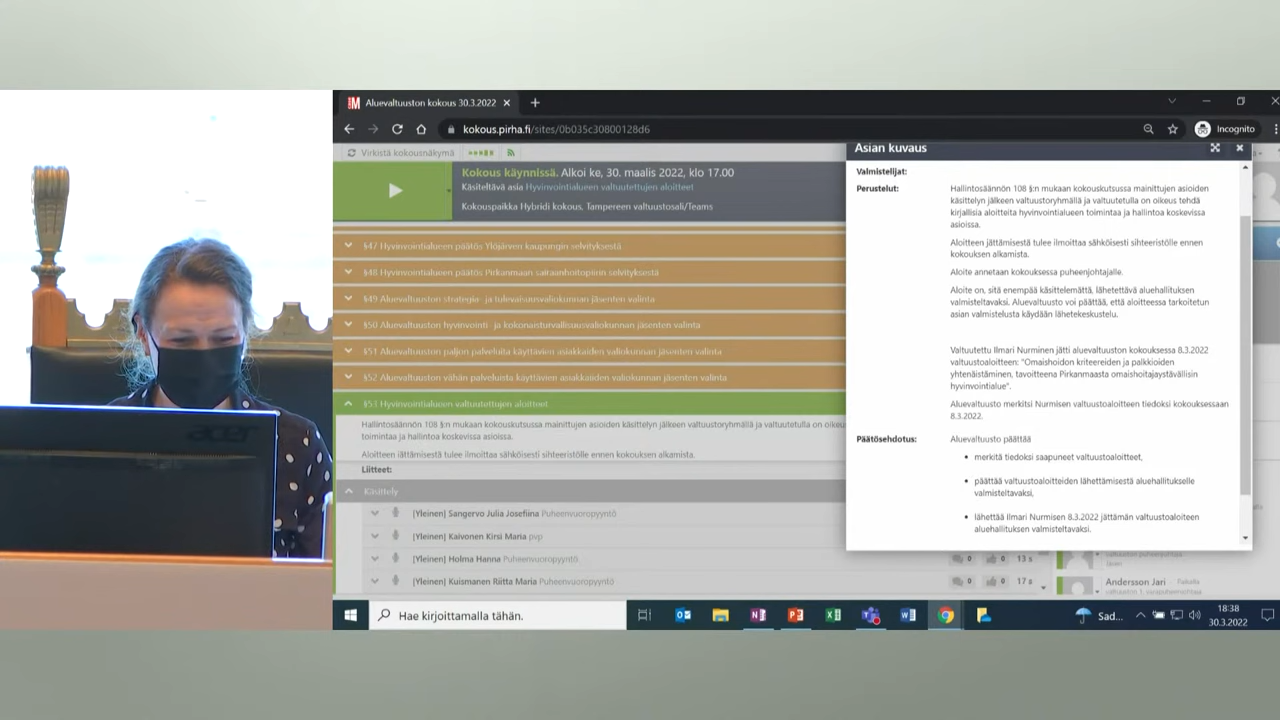 Aluevaltuuston kokous 30.3.2022
kokous.pirha.fi/sites/0b035c30800128d6
Incognito
Virkistä kokousnäkymä
Kokous käynnissä. Alkoi ke, 30. maalis 2022, klo 17.00
Käsiteltävä asia Hyvinvointialueen valtuutettujen aloitteet
Kokouspaikka Hybridi kokous, Tampereen valtuustosali/Teams
§47 Hyvinvointialueen päätös Ylöjärven kaupungin selvityksestä
§48 Hyvinvointialueen päätös Pirkanmaan sairaanhoitopiirin selvityksestä
§49 Aluevaltuuston strategia- ja tulevaisuusvaliokunnan jäsenten valinta
§50 Aluevaltuuston hyvinvointi- ja kokonaisturvallisuusvaliokunnan jäsenten valinta
§51 Aluevaltuuston paljon palveluita käyttävien asiakkaiden valiokunnan jäsenten valinta
§52 Aluevaltuuston vähän palveluista käyttävien asiakkaiden valiokunnan jäsenten valinta
§53 Hyvinvointialueen valtuutettujen aloitteet
Hallintosäännön 108 §:n mukaan kokouskutsussa mainittujen asioiden käsittelyn jälkeen valtuustoryhmällä ja valtuutetulla on oikeu
toimintaa ja hallintoa koskevissa asioissa.
Aloitteen jättämisestä tulee ilmoittaa sähköisesti sihteeristölle ennen kokouksen alkamista.
Liitteet:
Käsittely
[Yleinen] Sangervo Julia Josefiina Puheenvuoropyyntö
[Yleinen] Kaivonen Kirsi Maria pvp
[Yleinen] Holma Hanna Puheenvuoropyyntö
0 0 13 s
[Yleinen] Kuismanen Riitta Maria Puheenvuoropyyntö
0 0 17 s
Andersson Jari
Asian kuvaus
Valmistelijat:
Perustelut:
Hallintosäännön 108 §:n mukaan kokouskutsussa mainittujen asioiden
käsittelyn jälkeen valtuustoryhmällä ja valtuutetulla on oikeus tehdä
kirjallisia aloitteita hyvinvointialueen toimintaa ja hallintoa koskevissa
asioissa.
Aloitteen jättämisestä tulee ilmoittaa sähköisesti sihteeristölle ennen
kokouksen alkamista.
Aloite annetaan kokouksessa puheenjohtajalle.
Aloite on, sitä enempää käsittelemättä, lähetettävä aluehallituksen
valmisteltavaksi. Aluevaltuusto voi päättää, että aloitteessa tarkoitetun
asian valmistelusta käydään lähetekeskustelu.
Valtuutettu Ilmari Nurminen jätti aluevaltuuston kokouksessa 8.3.2022
valtuustoaloitteen: "Omaishoidon kriteereiden ja palkkioiden
yhtenäistäminen, tavoitteena Pirkanmaasta omaishoitajaystävällisin
hyvinvointialue".
Aluevaltuusto merkitsi Nurmisen valtuustoaloitteen tiedoksi kokouksessaan
8.3.2022.
Päätösehdotus:
Aluevaltuusto päättää
• merkitä tiedoksi saapuneet valtuustoaloitteet,
• päättää valtuustoaloitteiden lähettämisestä aluehallitukselle
valmisteltavaksi,
• lähettää Ilmari Nurmisen 8.3.2022 jättämän valtuustoaloiteen
aluehallituksen valmisteltavaksi.
Hae kirjoittamalla tähän.
Sad...
18:38
30.3.2022